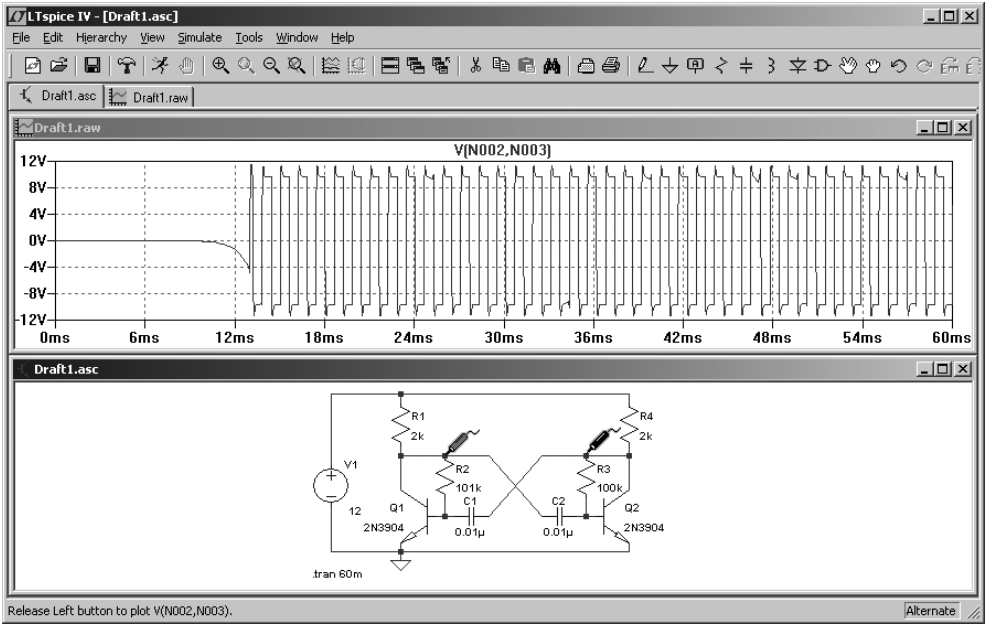 LTspice IV - [Draft1.asc]
File Edit Hierarchy View Simulate Tools Window Help
Draft1.asc Draft1.raw
Draft1.raw
V(N002,N003)
12V
8V
4V
0V
-4V
-8V
-12V
0ms 6ms 12ms 18ms 24ms 30ms 36ms 42ms 48ms 54ms 60ms
Draft1.asc
R1 R4
2k 2k
V1 R2 R3
101k 100k
C1 C2
12 Q1 Q2
2N3904 0.01µ 0.01µ 2N3904
.tran 60m
Release Left button to plot V(N002,N003). Alternate